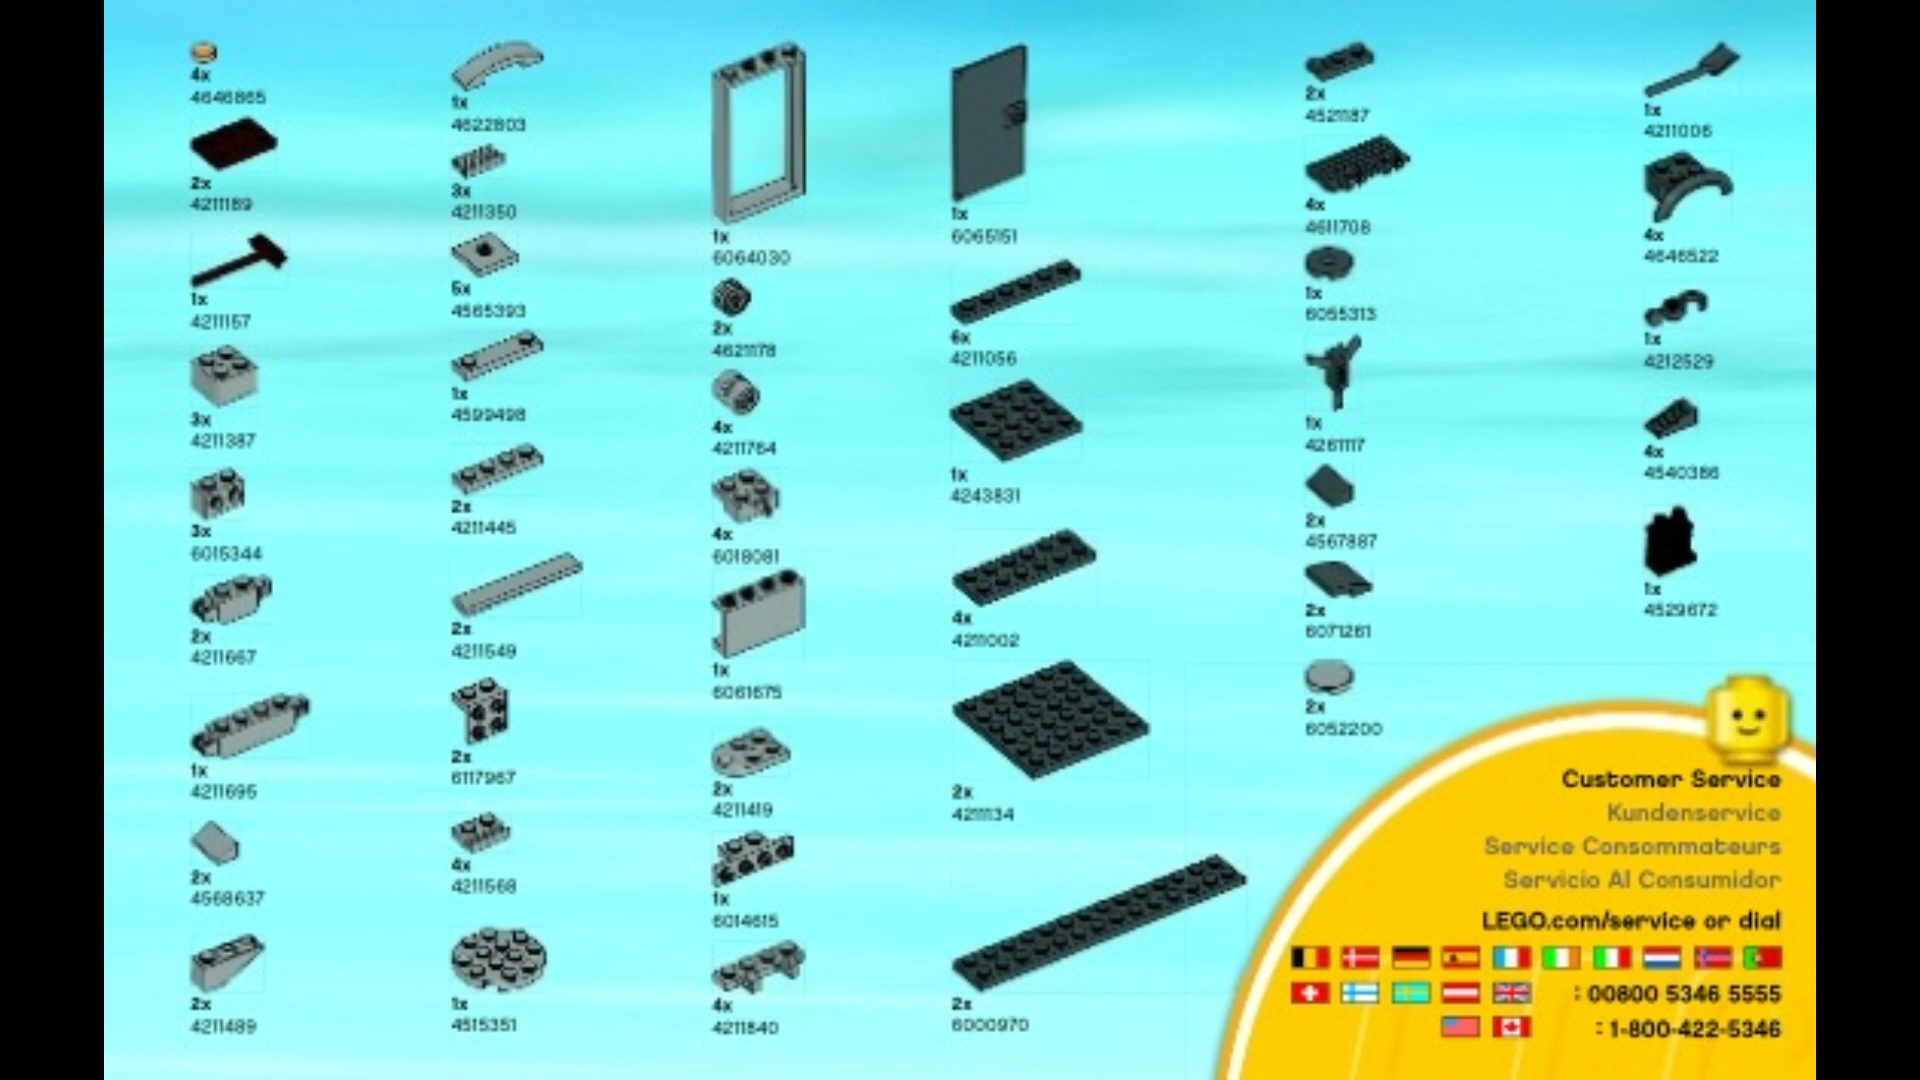 4x
4646865
2x
4211189
1x
4211157
3x
4211387
3x
6015344
2x
4211667
1x
4211695
2x
4568637
2x
4211489
1x
4622803
3x
4211350
5x
4565393
1x
4599498
2x
4211445
2x
4211549
2x
6117967
4x
4211568
1x
4515351
1x
6064030
2x
4621178
4x
4211764
4x
6018081
1x
6061675
2x
4211419
1x
6014615
4x
4211840
1x
6065151
6x
4211056
1x
4243831
4x
4211002
2x
4211134
2x
6000970
2x
4521187
4x
4611708
1x
6055313
1x
4261117
2x
4567887
2x
6071261
2x
6052200
1x
4211006
4x
4646522
1x
4212529
4x
4540386
1x
4529672
Customer Service
Kundenservice
Service Consommateurs
Servicio Al Consumidor
LEGO.com/service or dial
: 00800 5346 5555
: 1-800-422-5346